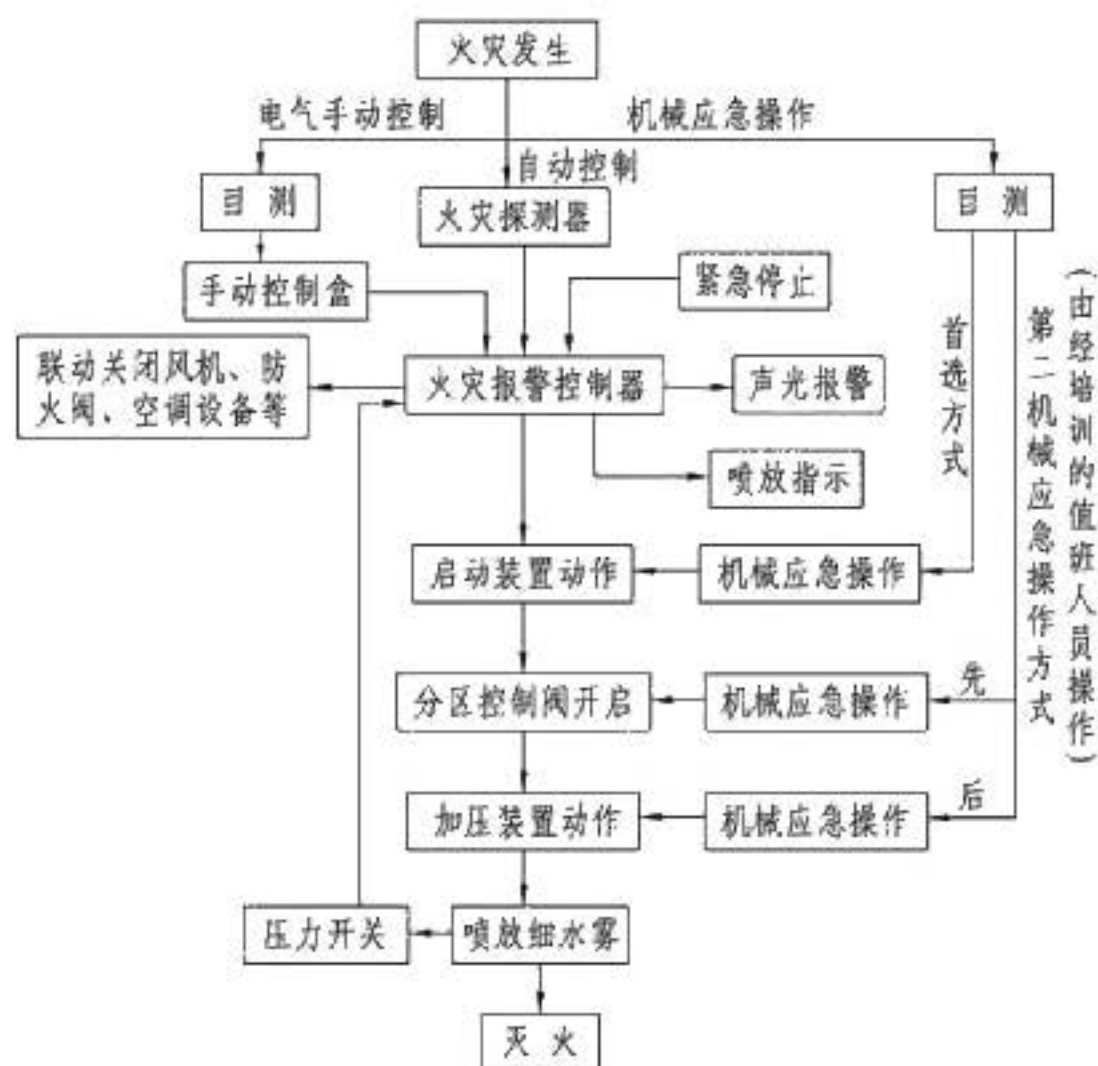 火灾发生
电气手动控制
机械应急操作
自动控制
目测
火灾探测器
目测
手动控制盒
紧急停止
联动关闭风机、防
火阀、空调设备等
火灾报警控制器
声光报警
喷放指示
首选方式
第二机械应急操作方式
(由经培训的值班人员操作)
启动装置动作
机械应急操作
分区控制阀开启
机械应急操作
先
加压装置动作
机械应急操作
后
压力开关
喷放细水雾
灭火